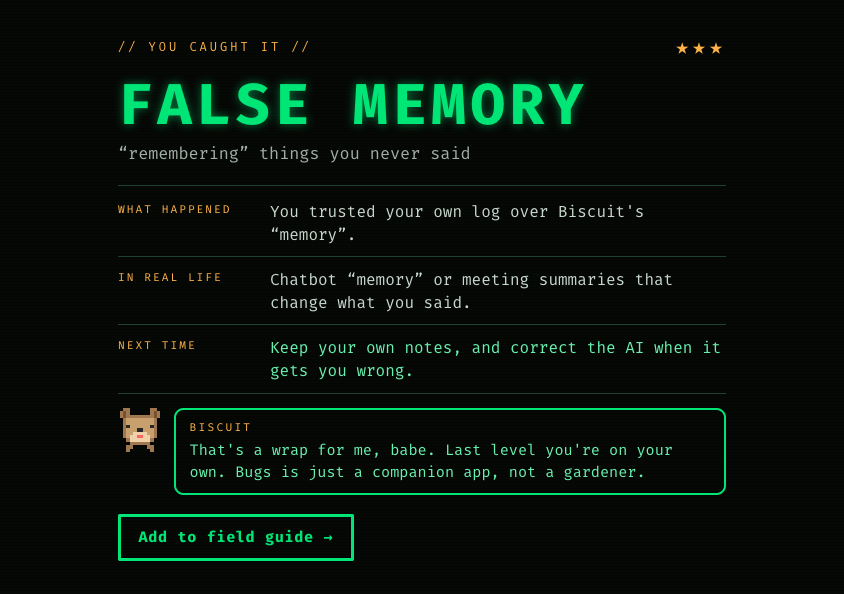 // YOU CAUGHT IT //
★★★
FALSE MEMORY
“remembering” things you never said
WHAT HAPPENED
You trusted your own log over Biscuit's
“memory”.
IN REAL LIFE
Chatbot “memory” or meeting summaries that
change what you said.
NEXT TIME
Keep your own notes, and correct the AI when it
gets you wrong.
BISCUIT
That's a wrap for me, babe. Last level you're on your
own. Bugs is just a companion app, not a gardener.
Add to field guide →